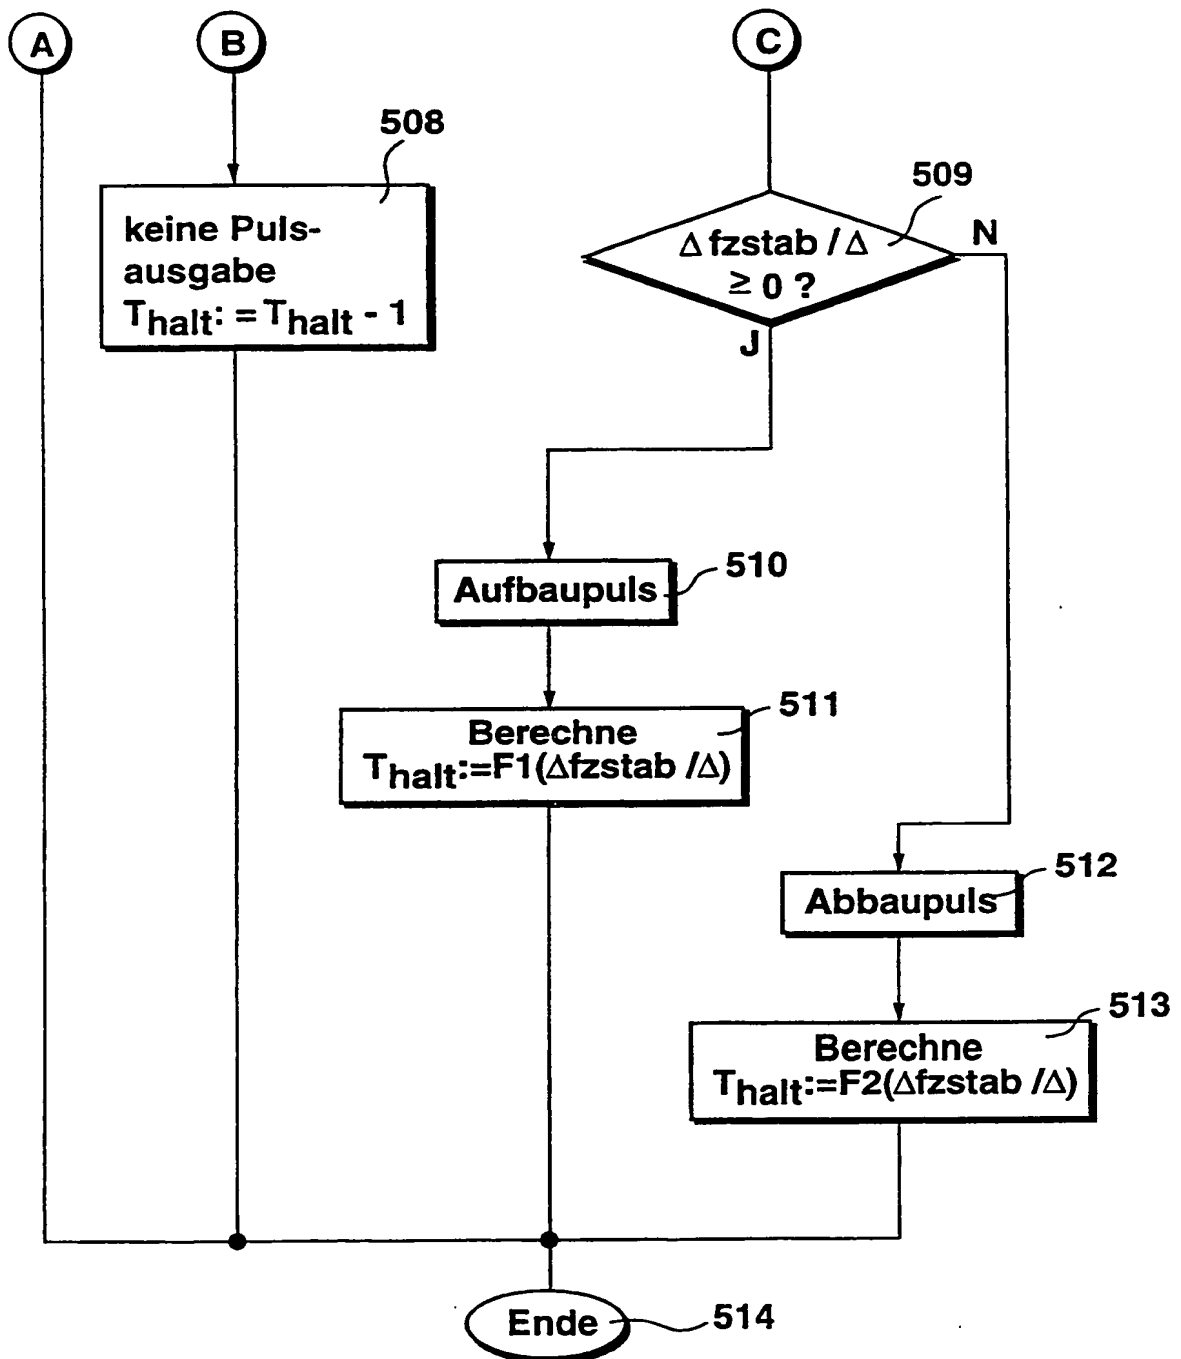 A
B
C
508
keine Puls-
ausgabe
Thalt: = Thalt - 1
509
Δ fzstab / Δ
≥ 0 ?
N
J
Aufbaupuls
510
511
Berechne
Thalt:=F1(Δfzstab /Δ)
512
Abbaupuls
513
Berechne
Thalt:=F2(Δfzstab /Δ)
Ende
514